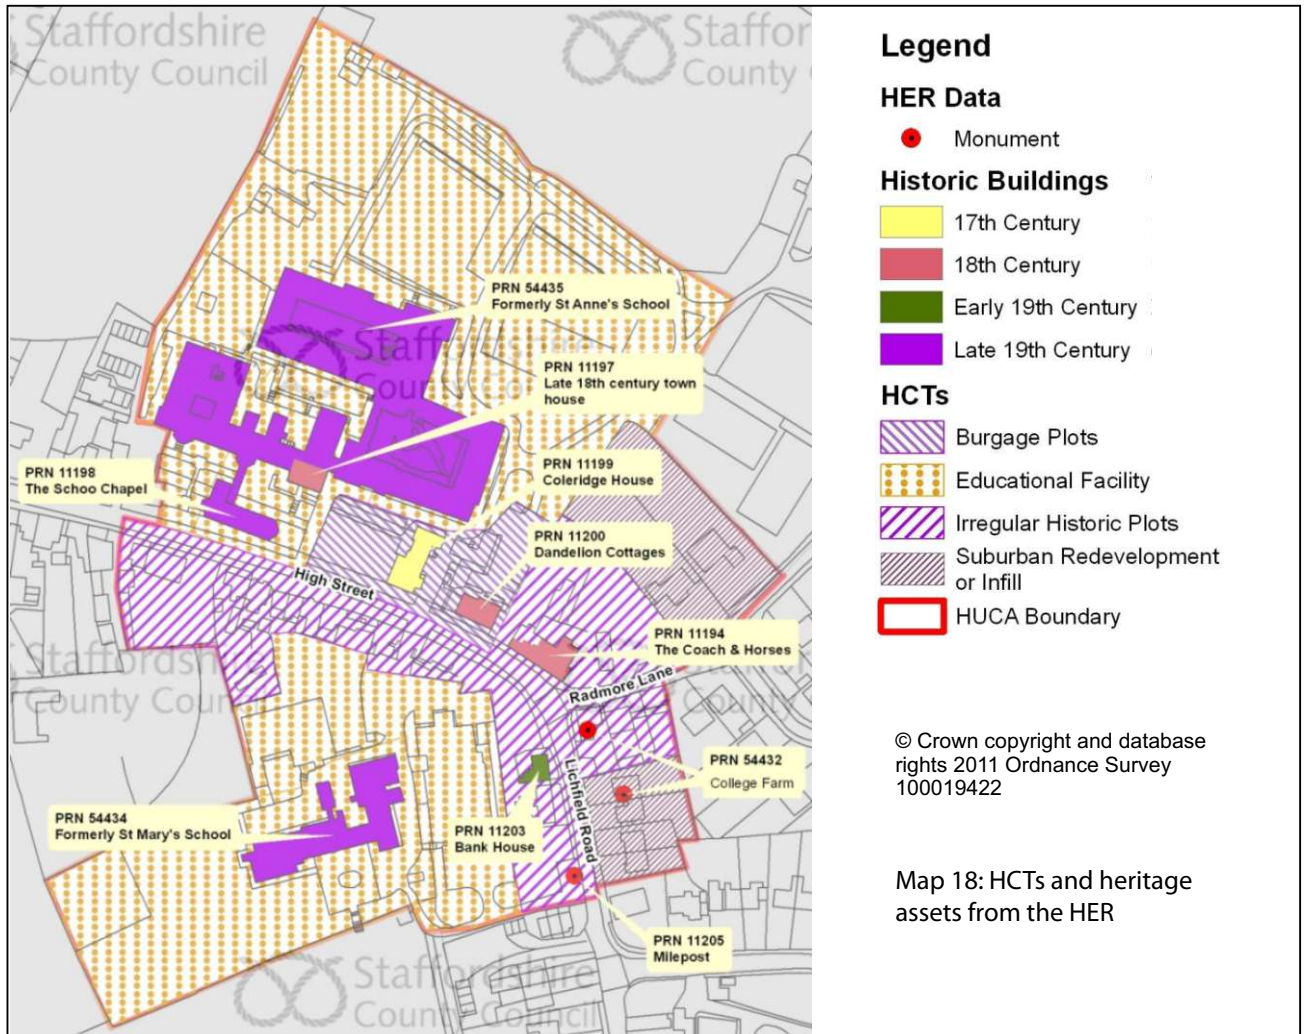 Staffordshire
County Council
Staffor
County
PRN 54435
Formerly St Anne's School
Staffordshire
County Co
PRN 11197
Late 18th century town
house
PRN 11198
The Schoo Chapel
PRN 11199
Coleridge House
PRN 11200
Dandelion Cottages
High Street
PRN 11194
The Coach & Horses
Staffordshire
County Council
Radmore Lane
PRN 54432
College Farm
Lichfield Road
PRN 54434
Formerly St Mary's School
PRN 11203
Bank House
PRN 11205
Milepost
Staffordshire
County Council
Legend
HER Data
Monument
Historic Buildings
17th Century
18th Century
Early 19th Century
Late 19th Century
HCTs
Burgage Plots
Educational Facility
Irregular Historic Plots
Suburban Redevelopment
or Infill
HUCA Boundary
© Crown copyright and database
rights 2011 Ordnance Survey
100019422
Map 18: HCTs and heritage
assets from the HER